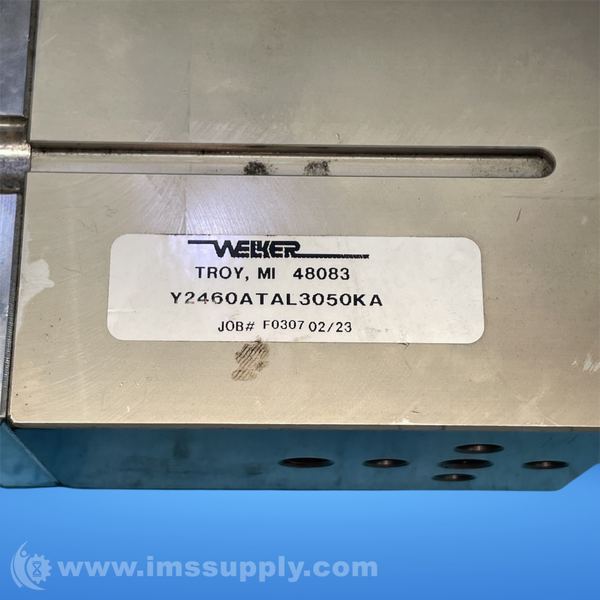 WELKER
TROY, MI 48083
Y2460ATAL3050KA
JOB# F0307 02/23
www.imssupply.com